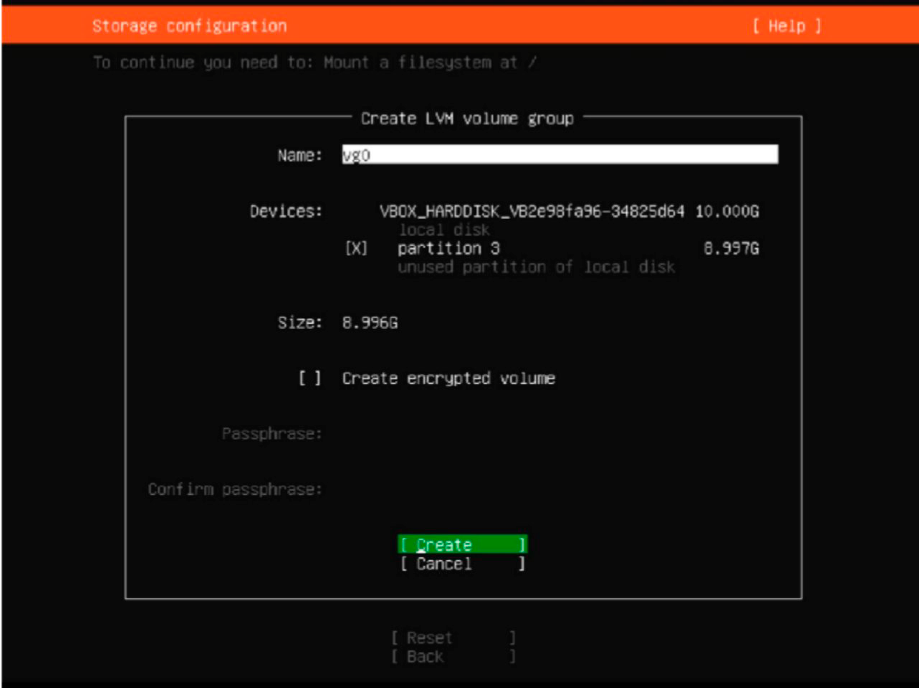 Storage configuration [ Help ]
To continue you need to: Mount a filesystem at /
Create LVM volume group
Name: vg0
Devices: VBOX_HARDDISK_VB2e98fa96-34825d64 10.000G
local disk
[X] partition 3 8.997G
unused partition of local disk
Size: 8.996G
[ ] Create encrypted volume
Passphrase:
Confirm passphrase:
[ Create ]
[ Cancel ]
[ Reset ]
[ Back ]